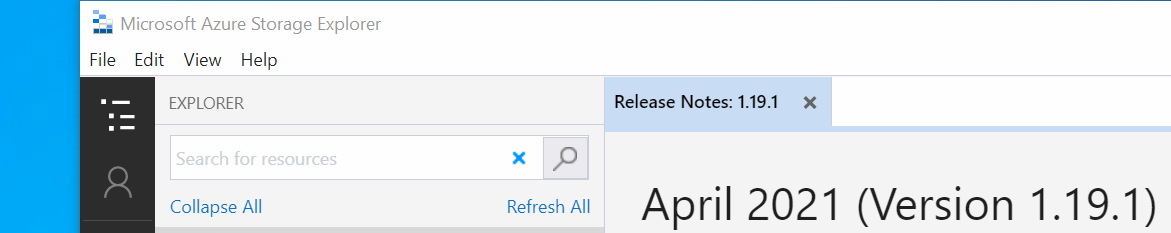 Microsoft Azure Storage Explorer
File Edit View Help
EXPLORER
Search for resources
Collapse All Refresh All
Release Notes: 1.19.1
April 2021 (Version 1.19.1)